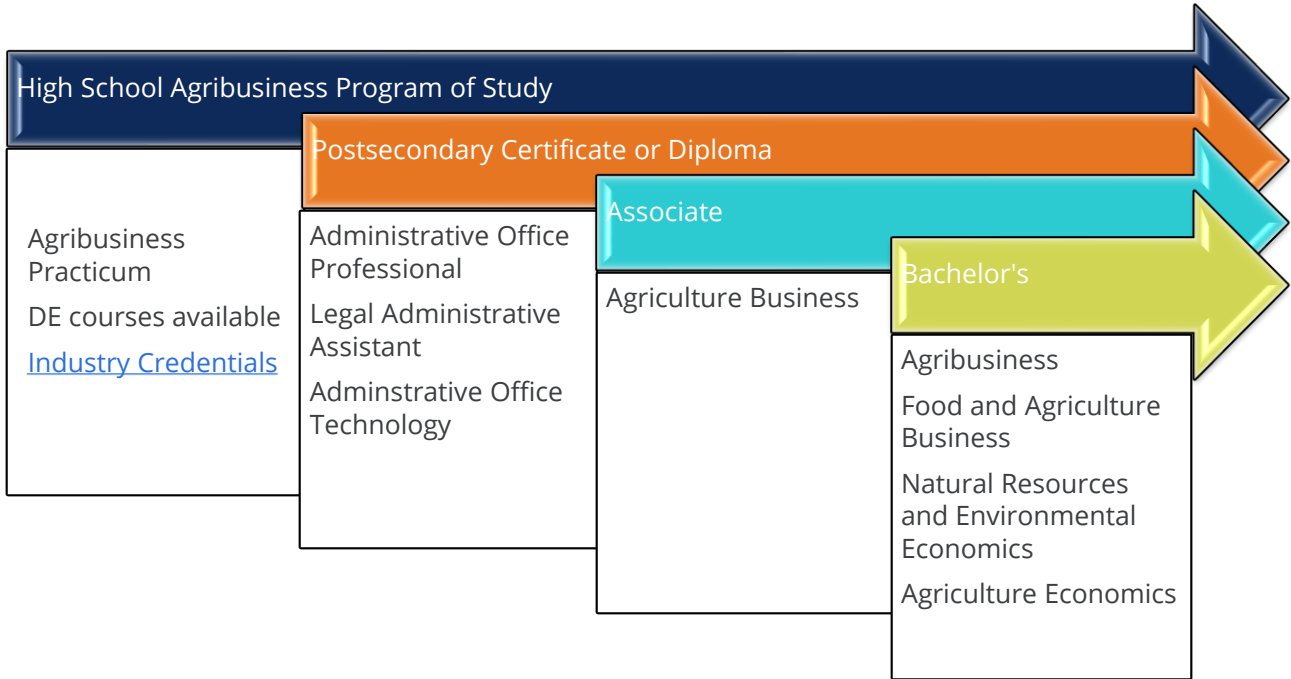 High School Agribusiness Program of Study
Agribusiness
Practicum
DE courses available
Industry Credentials
Postsecondary Certificate or Diploma
Administrative Office
Professional
Legal Administrative
Assistant
Adminstrative Office
Technology
Associate
Agriculture Business
Bachelor's
Agribusiness
Food and Agriculture
Business
Natural Resources
and Environmental
Economics
Agriculture Economics